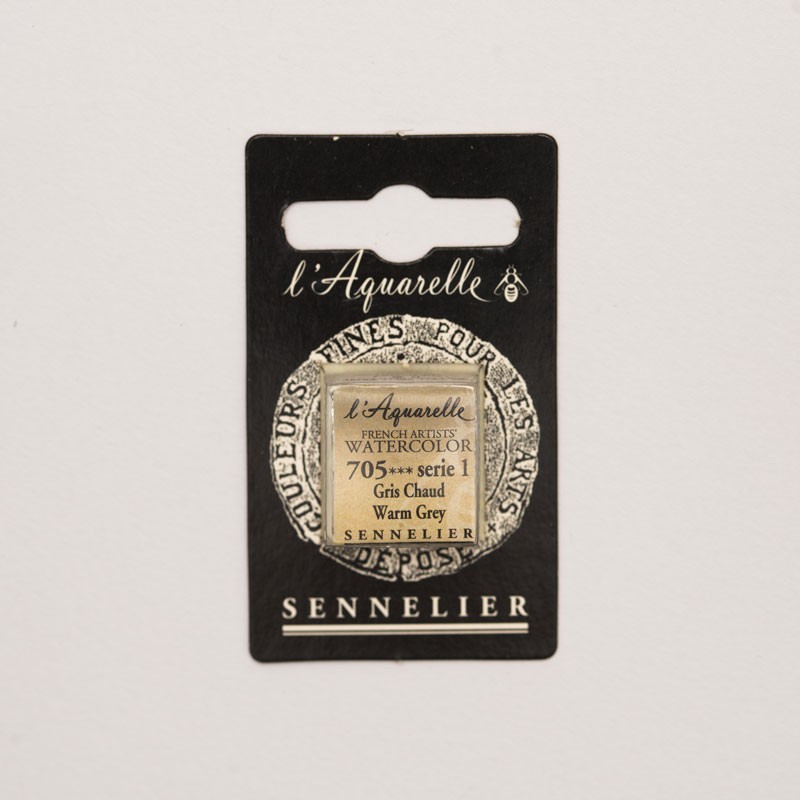 l'Aquarelle
COULEURS FINES POUR LES ARTS
DÉPOSÉ
l'Aquarelle
FRENCH ARTISTS'
WATERCOLOR
705*** serie 1
Gris Chaud
Warm Grey
SENNELIER
SENNELIER